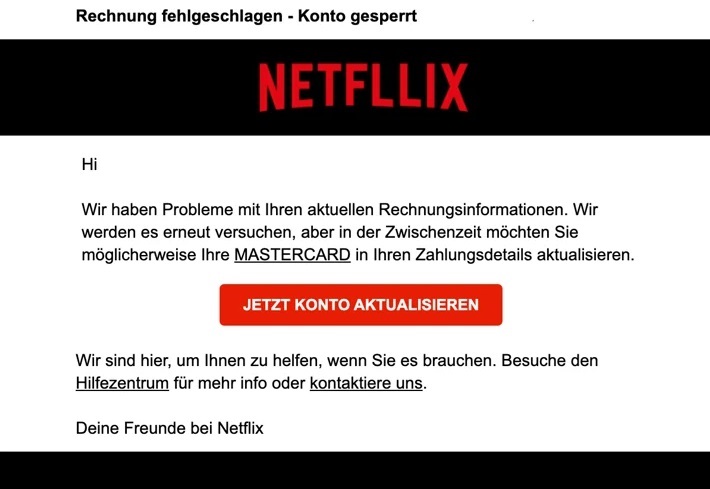 Rechnung fehlgeschlagen - Konto gesperrt
NETFLLIX
Hi
Wir haben Probleme mit Ihren aktuellen Rechnungsinformationen. Wir
werden es erneut versuchen, aber in der Zwischenzeit möchten Sie
möglicherweise Ihre MASTERCARD in Ihren Zahlungsdetails aktualisieren.
JETZT KONTO AKTUALISIEREN
Wir sind hier, um Ihnen zu helfen, wenn Sie es brauchen. Besuche den
Hilfezentrum für mehr info oder kontaktiere uns.
Deine Freunde bei Netflix